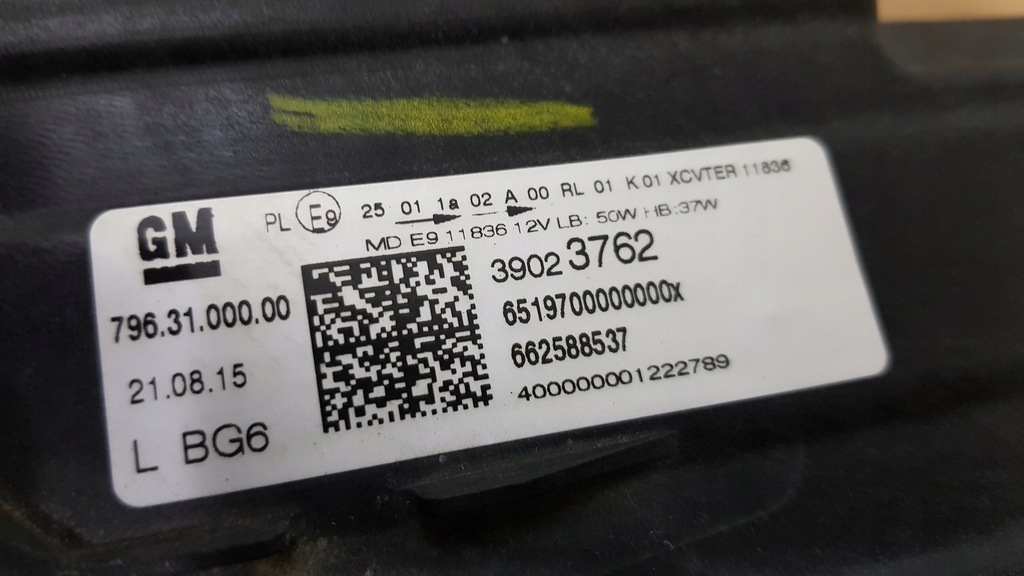 GM
PL E9 25 01 1a 02 A 00 RL 01 K 01 XCVTER 11836
MD E9 11836 12V LB: 50W HB:37W
3902 3762
796.31.000.00
6519700000000X
21.08.15
662588537
L BG6
400000001222789